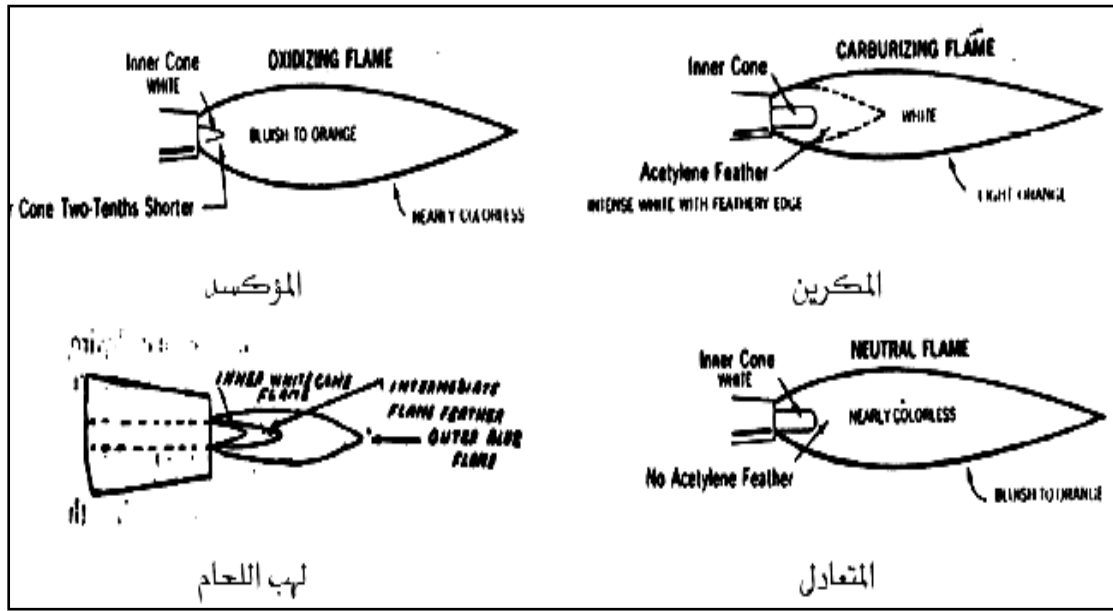 OXIDIZING FLAME
Inner Cone
WHITE
BLUISH TO ORANGE
r Cone Two-Tenths Shorter
NEARLY COLORLESS
المؤكسد
CARBURIZING FLAME
Inner Cone
WHITE
Acetylene Feather
INTENSE WHITE WITH FEATHERY EDGE
LIGHT ORANGE
المكربن
INNER WHITE CONE
FLAME
INTERMEDIATE
FLAME FEATHER
OUTER BLUE
FLAME
لهب اللحام
NEUTRAL FLAME
Inner Cone
WHITE
NEARLY COLORLESS
No Acetylene Feather
BLUISH TO ORANGE
المتعادل